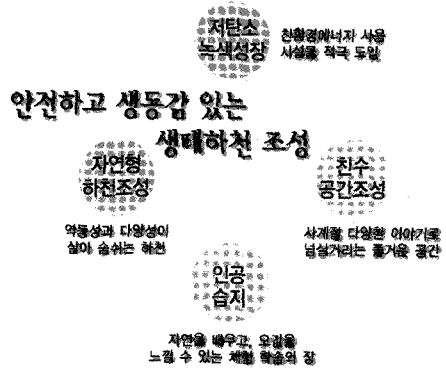 저탄소
녹색성장
친환경에너지 사용
시설물 적극 도입
안전하고 생동감 있는
생태하천 조성
자연형
하천조성
친수
공간조성
역동성과 다양성이
살아 숨쉬는 하천
사계절 다양한 이야기로
넘실거리는 즐거운 공간
인공
습지
자연을 배우고, 오감을
느낄 수 있는 체험 학습의 장